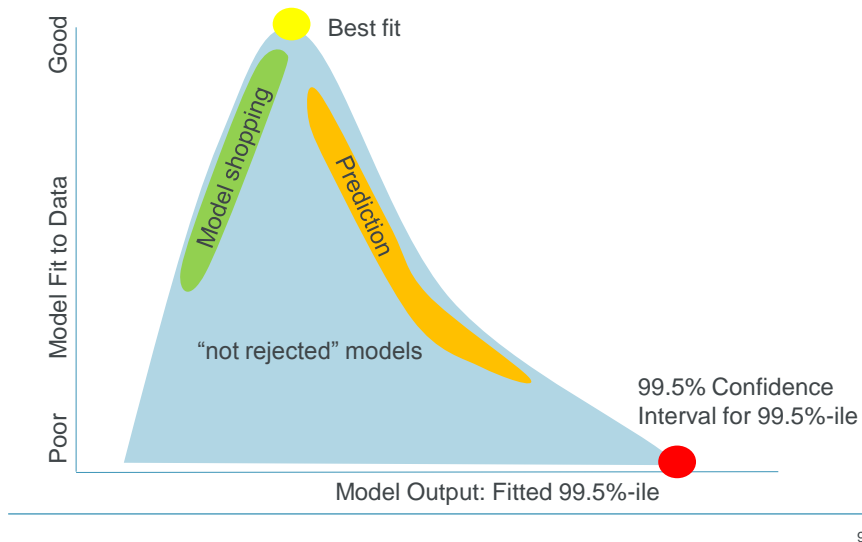 Good
Best fit
Model shopping
Prediction
Model Fit to Data
“not rejected” models
99.5% Confidence
Interval for 99.5%-ile
Poor
Model Output: Fitted 99.5%-ile
9